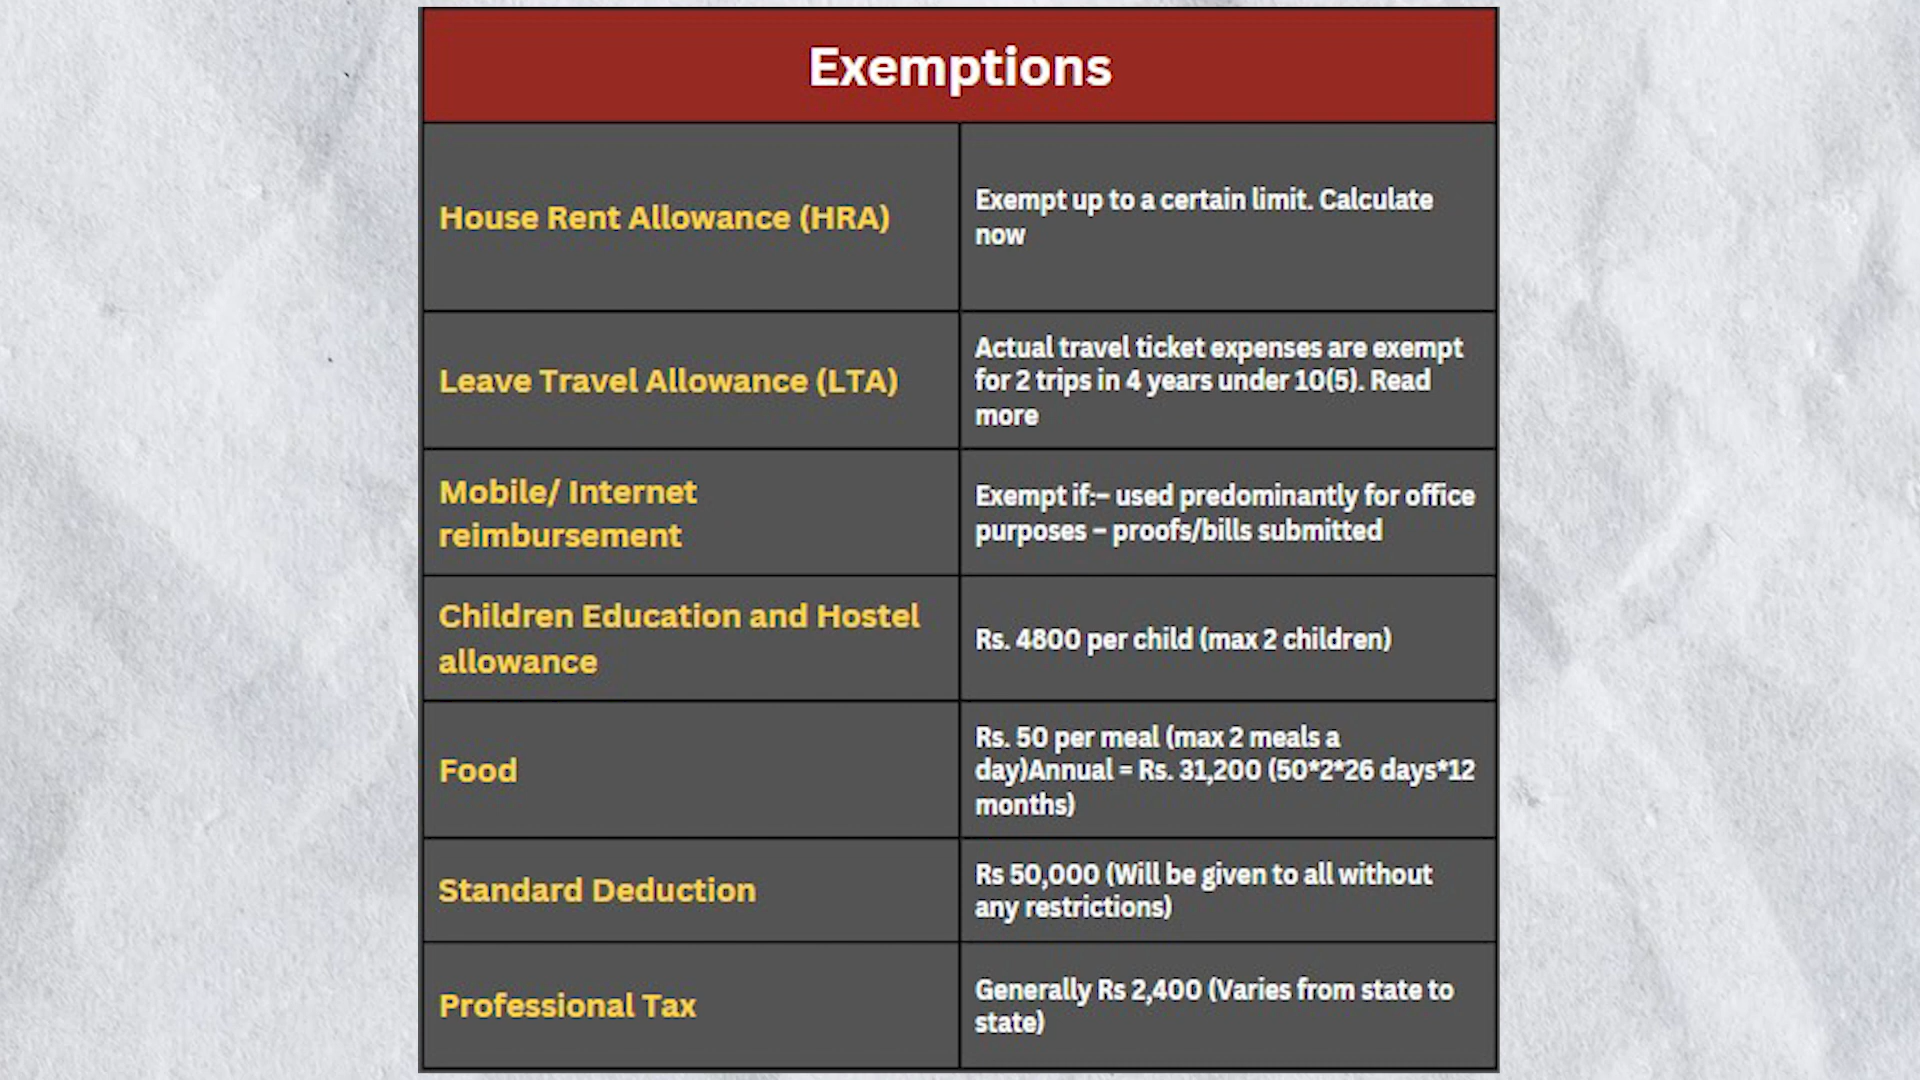 Exemptions
House Rent Allowance (HRA)
Exempt up to a certain limit. Calculate
now
Leave Travel Allowance (LTA)
Actual travel ticket expenses are exempt
for 2 trips in 4 years under 10(5). Read
more
Mobile/ Internet
reimbursement
Exempt if:– used predominantly for office
purposes – proofs/bills submitted
Children Education and Hostel
allowance
Rs. 4800 per child (max 2 children)
Food
Rs. 50 per meal (max 2 meals a
day)Annual = Rs. 31,200 (50*2*26 days*12
months)
Standard Deduction
Rs 50,000 (Will be given to all without
any restrictions)
Professional Tax
Generally Rs 2,400 (Varies from state to
state)